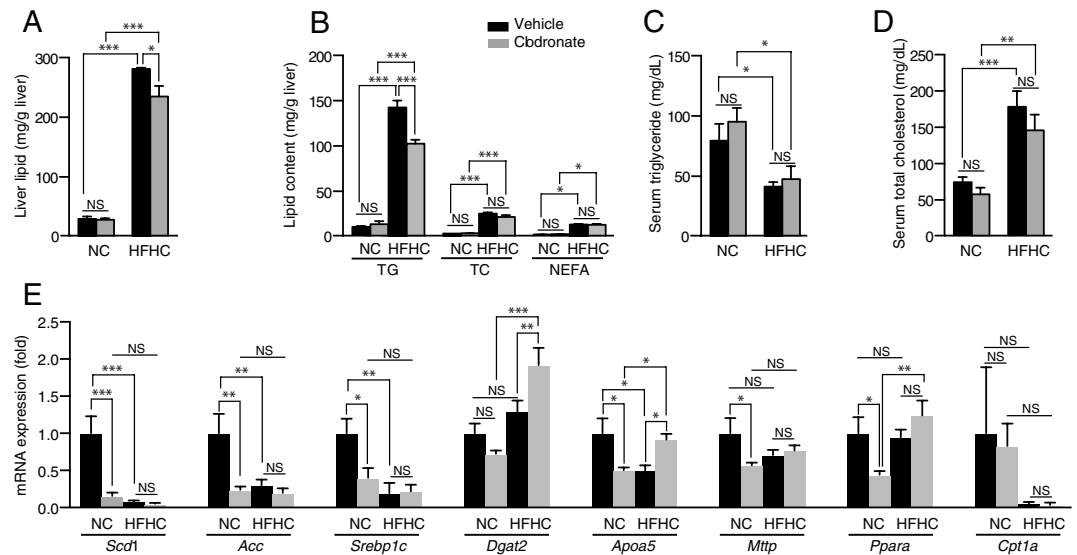 A
Liver lipid (mg/g liver)
300
200
100
0
***
***
*
NS
NC HFHC
B
Vehicle
Cbdronate
Lipid content (mg/g liver)
200
150
100
50
0
***
***
***
NS
***
***
NS
NS
*
*
NS
NS
NC HFHC NC HFHC NC HFHC
TG TC NEFA
C
Serum triglyceride (mg/dL)
150
100
50
0
*
*
NS
NS
NC HFHC
D
Serum total cholesterol (mg/dL)
250
200
150
100
50
0
**
***
NS
NS
NC HFHC
E
mRNA expression (fold)
2.5
2.0
1.5
1.0
0.5
0
NS
***
***
NS
NS
**
**
NS
NS
**
*
NS
***
**
NS
NS
*
*
*
*
NS
NS
*
NS
NS
**
*
NS
NS
NS
NS
NS
NC HFHC NC HFHC NC HFHC NC HFHC NC HFHC NC HFHC NC HFHC NC HFHC
Scd1 Acc Srebp1c Dgat2 Apoa5 Mttp Ppara Cpt1a